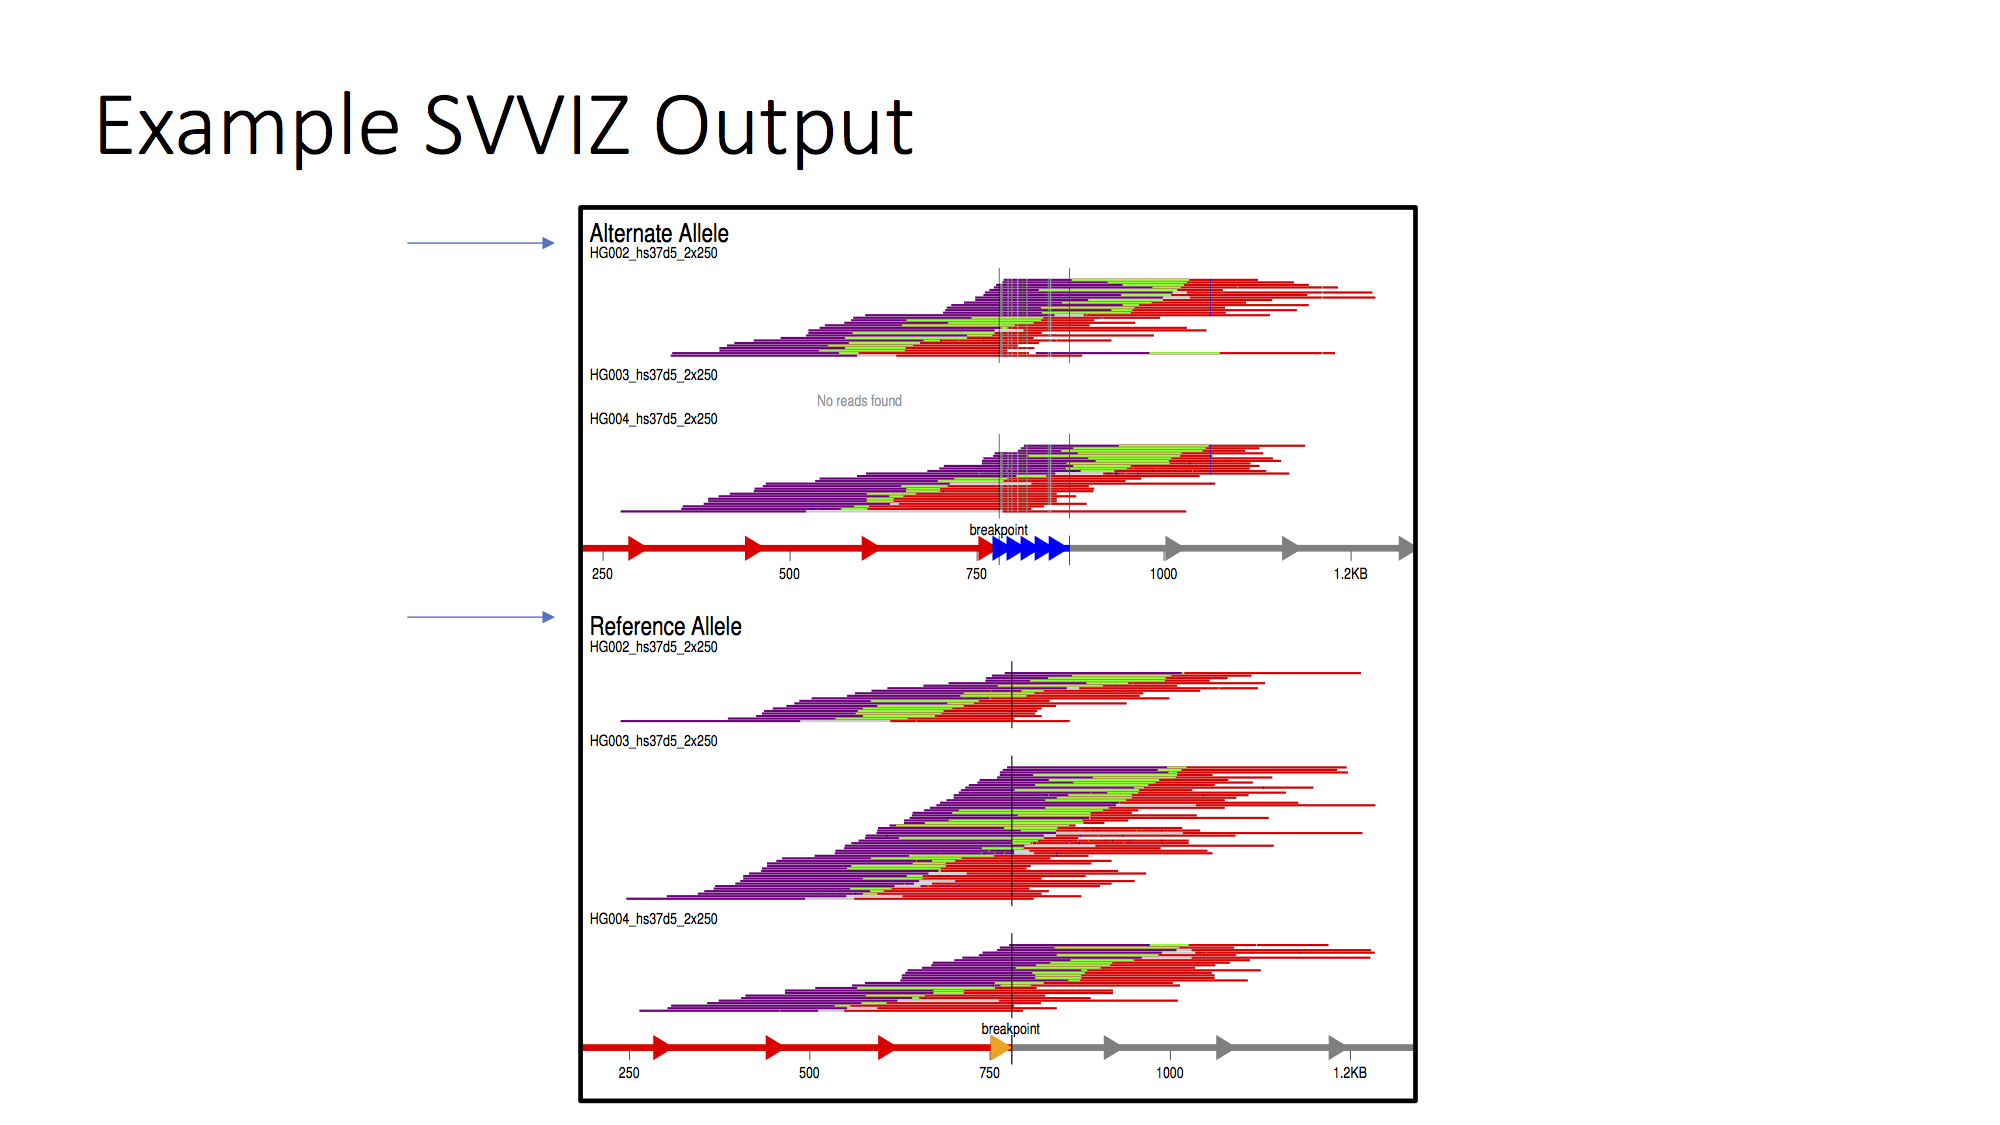 Example SVVIZ Output
Alternate Allele
HG002_hs37d5_2x250
HG003_hs37d5_2x250
No reads found
HG004_hs37d5_2x250
breakpoint
250 500 750 1000 1.2KB
Reference Allele
HG002_hs37d5_2x250
HG003_hs37d5_2x250
HG004_hs37d5_2x250
breakpoint
250 500 750 1000 1.2KB